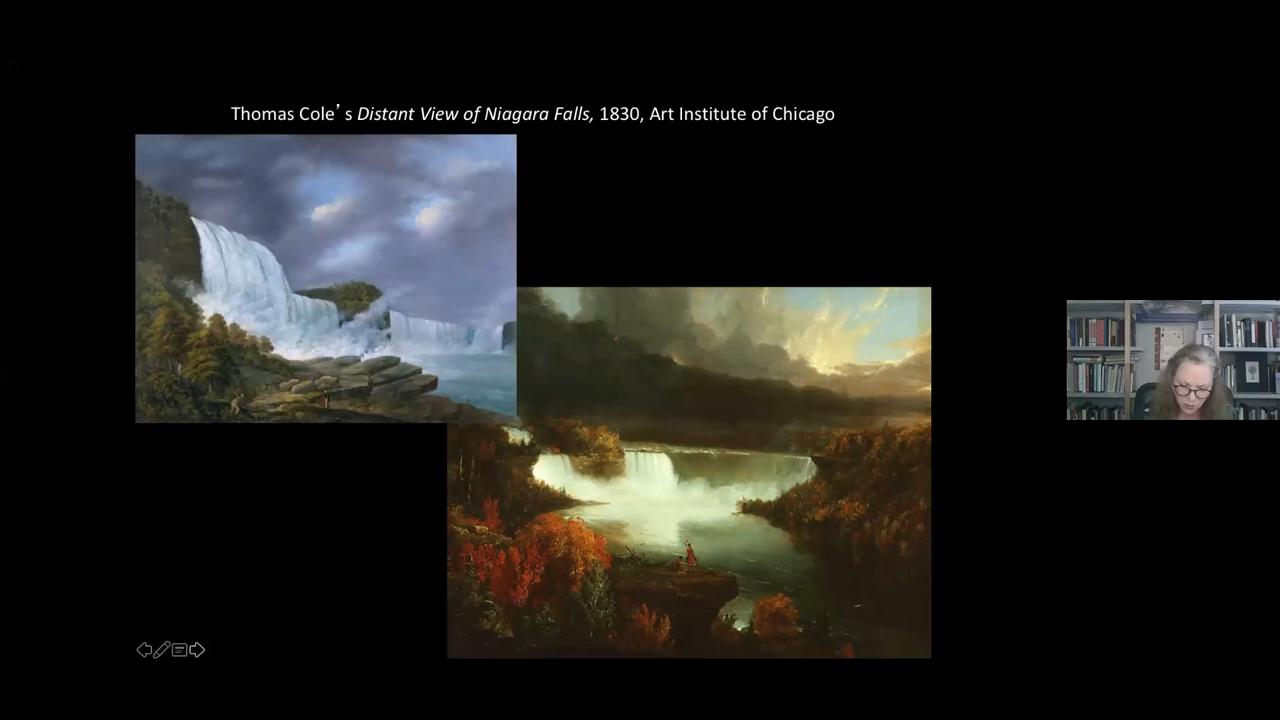 Thomas Cole’s Distant View of Niagara Falls, 1830, Art Institute of Chicago